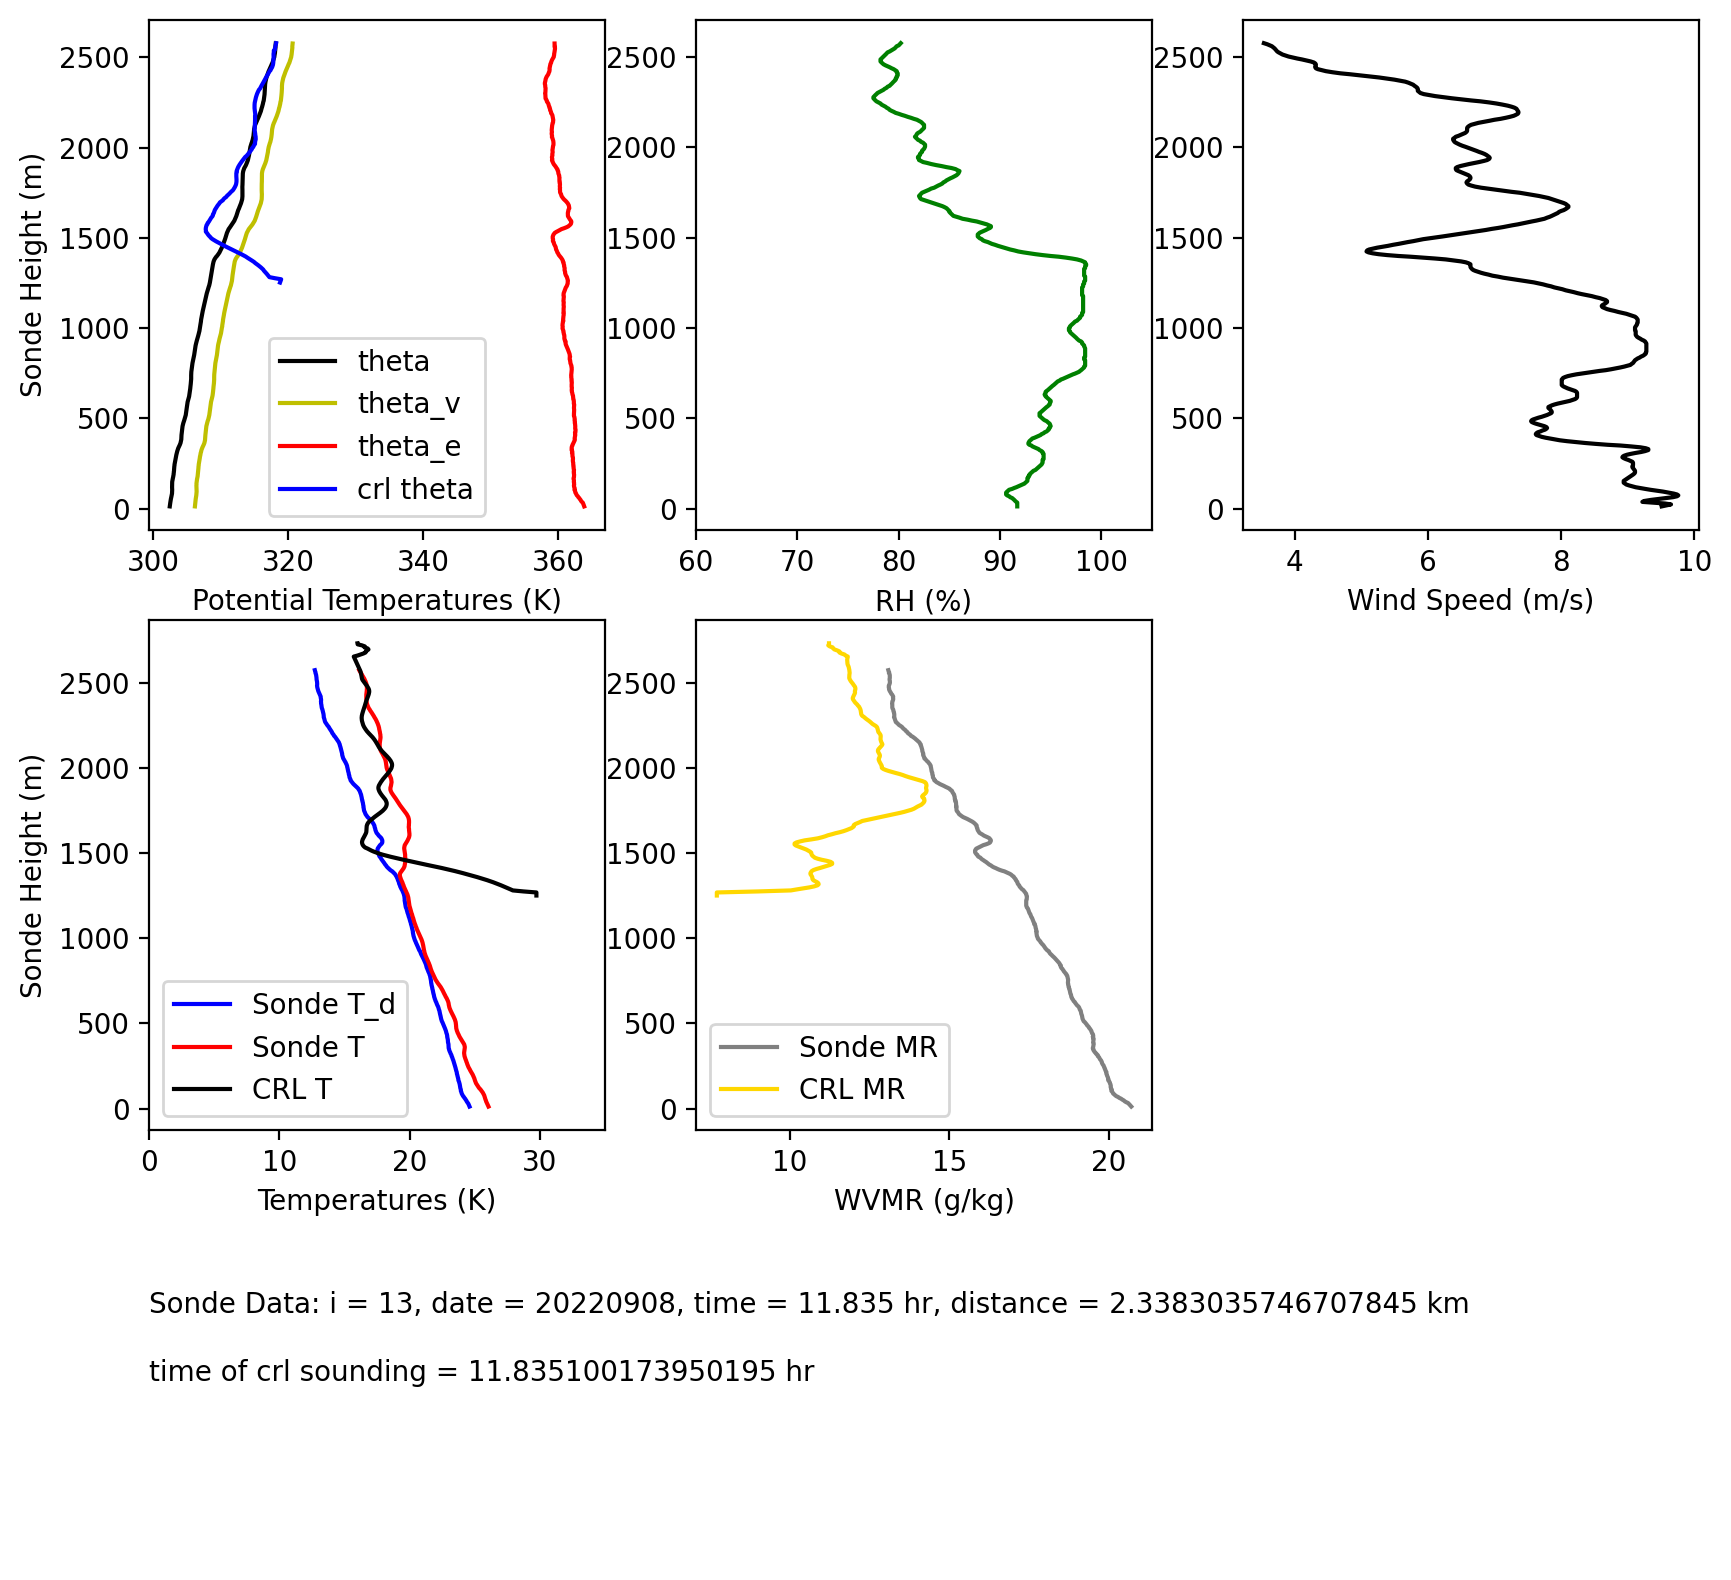 Sonde Height (m)
2500
2000
1500
1000
500
0
theta
theta_v
theta_e
crl theta
300 320 340 360
Potential Temperatures (K)
2500
2000
1500
1000
500
0
60 70 80 90 100
RH (%)
2500
2000
1500
1000
500
0
4 6 8 10
Wind Speed (m/s)
Sonde Height (m)
2500
2000
1500
1000
500
0
Sonde T_d
Sonde T
CRL T
0 10 20 30
Temperatures (K)
2500
2000
1500
1000
500
0
Sonde MR
CRL MR
10 15 20
WVMR (g/kg)
Sonde Data: i = 13, date = 20220908, time = 11.835 hr, distance = 2.3383035746707845 km
time of crl sounding = 11.835100173950195 hr